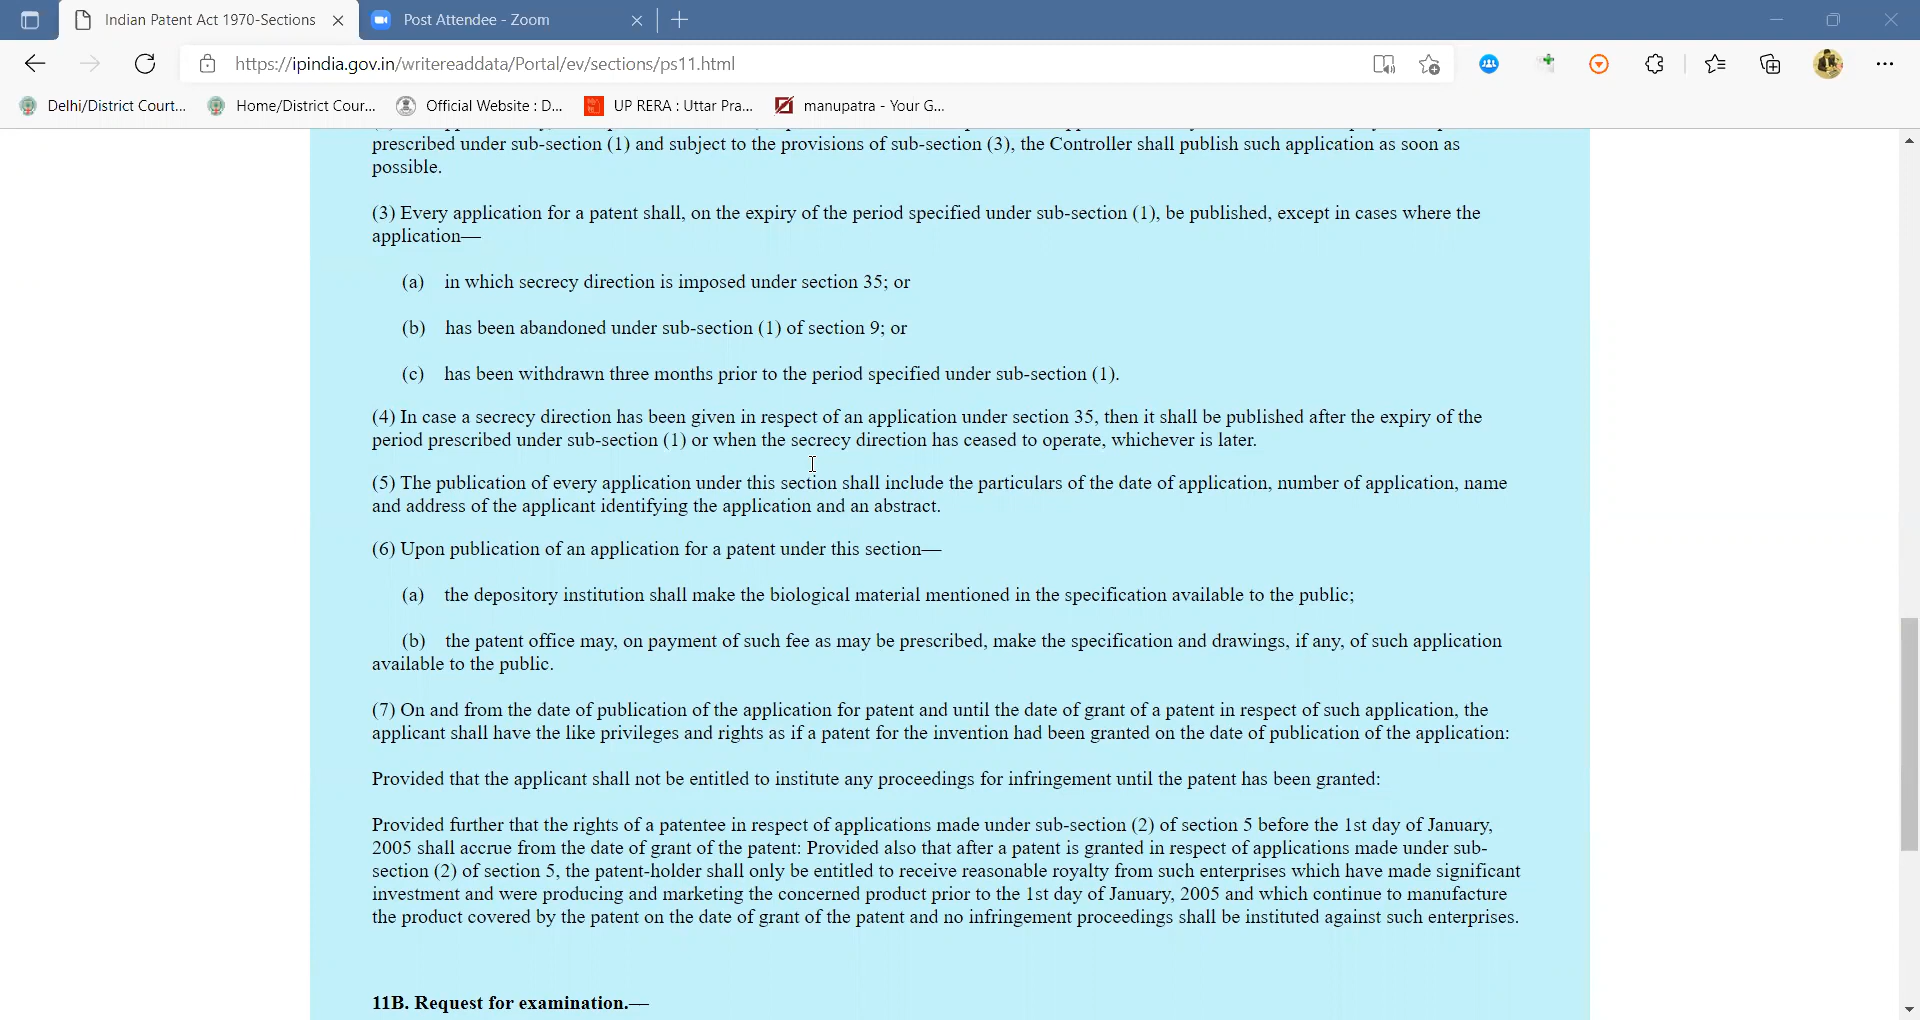 Indian Patent Act 1970-Sections
Post Attendee - Zoom
https://ipindia.gov.in/writereaddata/Portal/ev/sections/ps11.html
Delhi/District Court...
Home/District Cour...
Official Website : D...
UP RERA : Uttar Pra...
manupatra - Your G...
prescribed under sub-section (1) and subject to the provisions of sub-section (3), the Controller shall publish such application as soon as
possible.
(3) Every application for a patent shall, on the expiry of the period specified under sub-section (1), be published, except in cases where the
application—
(a) in which secrecy direction is imposed under section 35; or
(b) has been abandoned under sub-section (1) of section 9; or
(c) has been withdrawn three months prior to the period specified under sub-section (1).
(4) In case a secrecy direction has been given in respect of an application under section 35, then it shall be published after the expiry of the
period prescribed under sub-section (1) or when the secrecy direction has ceased to operate, whichever is later.
(5) The publication of every application under this section shall include the particulars of the date of application, number of application, name
and address of the applicant identifying the application and an abstract.
(6) Upon publication of an application for a patent under this section—
(a) the depository institution shall make the biological material mentioned in the specification available to the public;
(b) the patent office may, on payment of such fee as may be prescribed, make the specification and drawings, if any, of such application
available to the public.
(7) On and from the date of publication of the application for patent and until the date of grant of a patent in respect of such application, the
applicant shall have the like privileges and rights as if a patent for the invention had been granted on the date of publication of the application:
Provided that the applicant shall not be entitled to institute any proceedings for infringement until the patent has been granted:
Provided further that the rights of a patentee in respect of applications made under sub-section (2) of section 5 before the 1st day of January,
2005 shall accrue from the date of grant of the patent: Provided also that after a patent is granted in respect of applications made under sub-
section (2) of section 5, the patent-holder shall only be entitled to receive reasonable royalty from such enterprises which have made significant
investment and were producing and marketing the concerned product prior to the 1st day of January, 2005 and which continue to manufacture
the product covered by the patent on the date of grant of the patent and no infringement proceedings shall be instituted against such enterprises.
11B. Request for examination.—